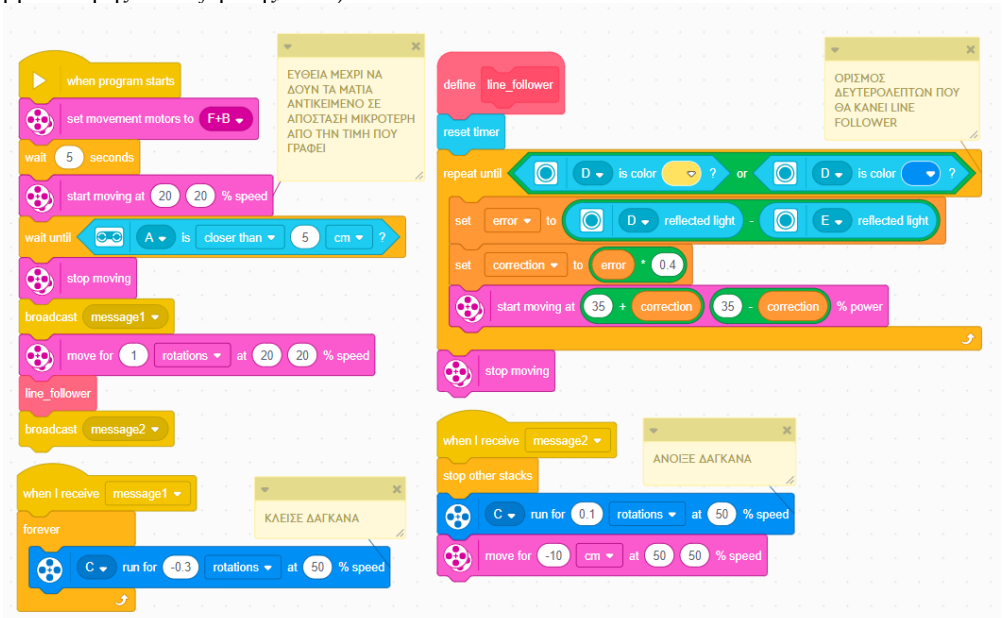 when program starts
set movement motors to F+B
wait 5 seconds
start moving at 20 20 % speed
wait until A is closer than 5 cm ?
stop moving
broadcast message1
move for 1 rotations at 20 20 % speed
line_follower
broadcast message2
ΕΥΘΕΙΑ ΜΕΧΡΙ ΝΑ
ΔΟΥΝ ΤΑ ΜΑΤΙΑ
ΑΝΤΙΚΕΙΜΕΝΟ ΣΕ
ΑΠΟΣΤΑΣΗ ΜΙΚΡΟΤΕΡΗ
ΑΠΟ ΤΗΝ ΤΙΜΗ ΠΟΥ
ΓΡΑΦΕΙ
when I receive message1
forever
C run for -0.3 rotations at 50 % speed
ΚΛΕΙΣΕ ΔΑΓΚΑΝΑ
define line_follower
reset timer
repeat until D is color ? or D is color ?
set error to D reflected light - E reflected light
set correction to error * 0.4
start moving at 35 + correction 35 - correction % power
stop moving
ΟΡΙΣΜΟΣ
ΔΕΥΤΕΡΟΛΕΠΤΩΝ ΠΟΥ
ΘΑ ΚΑΝΕΙ LINE
FOLLOWER
when I receive message2
stop other stacks
C run for 0.1 rotations at 50 % speed
move for -10 cm at 50 50 % speed
ΑΝΟΙΞΕ ΔΑΓΚΑΝΑ